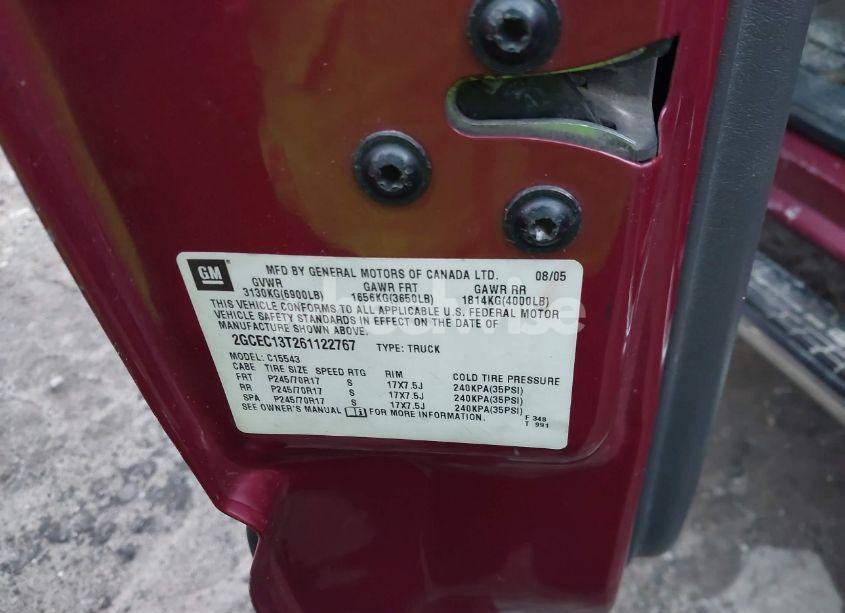 GM
MFD BY GENERAL MOTORS OF CANADA LTD. 08/05
GVWR GAWR FRT GAWR RR
3130KG(6900LB) 1656KG(3650LB) 1814KG(4000LB)
THIS VEHICLE CONFORMS TO ALL APPLICABLE U.S. FEDERAL MOTOR
VEHICLE SAFETY STANDARDS IN EFFECT ON THE DATE OF
MANUFACTURE SHOWN ABOVE.
2GCEC13T261122767 TYPE: TRUCK
MODEL: C15543
CABE TIRE SIZE SPEED RTG RIM COLD TIRE PRESSURE
FRT P245/70R17 S 17X7.5J 240KPA(35PSI)
RR P245/70R17 S 17X7.5J 240KPA(35PSI)
SPA P245/70R17 S 17X7.5J 240KPA(35PSI)
SEE OWNER'S MANUAL FOR MORE INFORMATION.
F 348
T 991